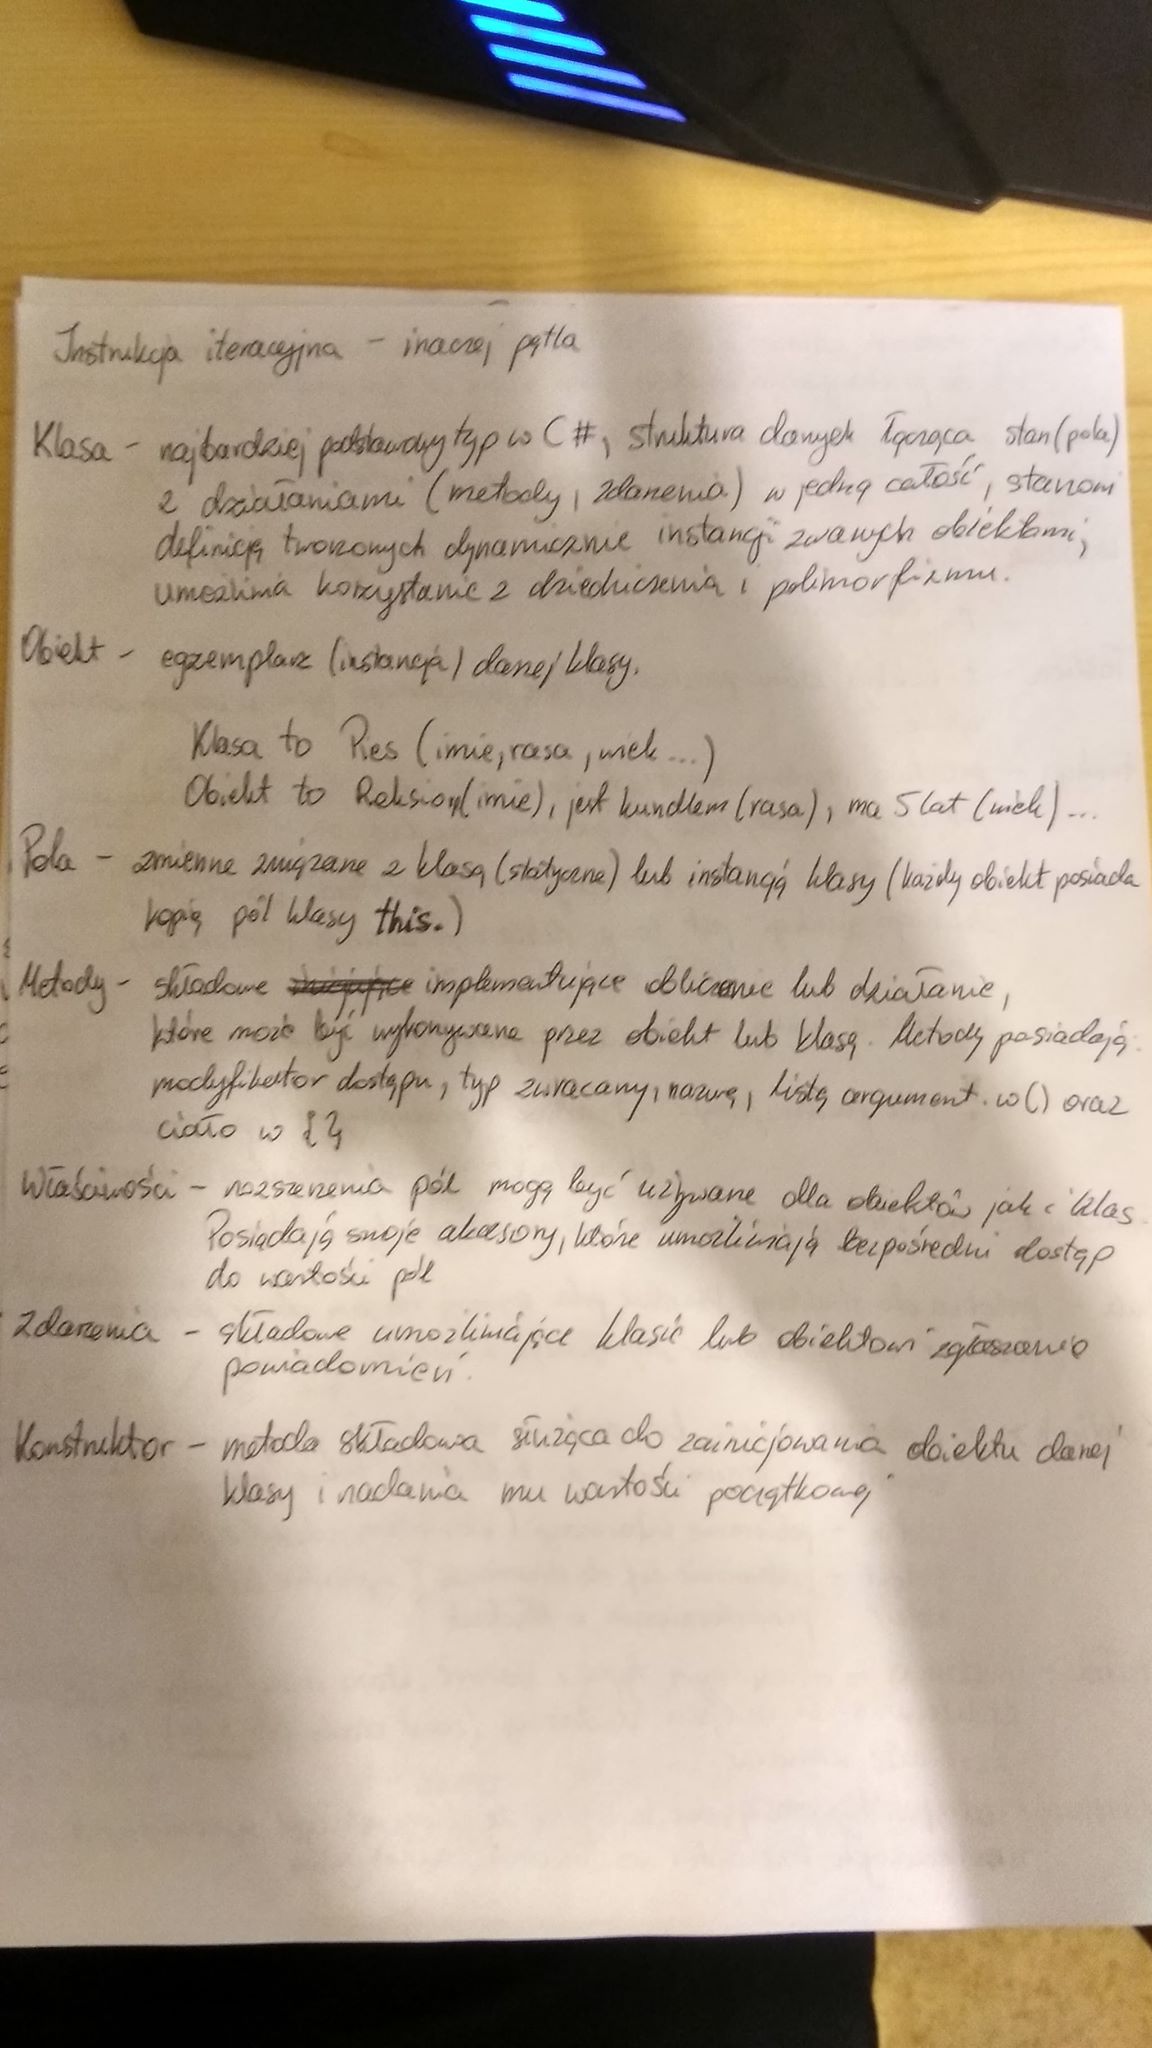 Instrukcja iteracyjna - inaczej pętla
Klasa - najbardziej podstawowy typ w C#, struktura danych łącząca stan (pola)
z działaniami (metody, zdarzenia) w jedną całość, stanowi
definicją tworzonych dynamicznie instancji zwanych obiektami,
umożliwia korzystanie z dziedziczenia i polimorfizmu.
Obiekt - egzemplarz (instancja) danej klasy.
Klasa to Pies (imie, rasa, wiek...)
Obiekt to Reksio (imie), jest kundlem (rasa), ma 5 lat (wiek)...
Pola - zmienne związane z klasą (statyczne) lub instancją klasy (każdy obiekt posiada
kopię pól klasy this.)
Metody - składowe implementujące obliczenie lub działanie,
które może być wykonywane przez obiekt lub klasę. Metody posiadają:
modyfikator dostępu, typ zwracany, nazwę, listę argument. w () oraz
ciało w {}
Właściwości - rozszerzenia pól mogą być używane dla obiektów jak i klas.
Posiadają swoje akcesory, które umożliwiają bezpośredni dostęp
do wartości pól
Zdarzenia - składowe umożliwiające klasie lub obiektowi zgłaszanie
powiadomień.
Konstruktor - metoda składowa służąca do zainicjowania obiektu danej
klasy i nadania mu wartości początkowej